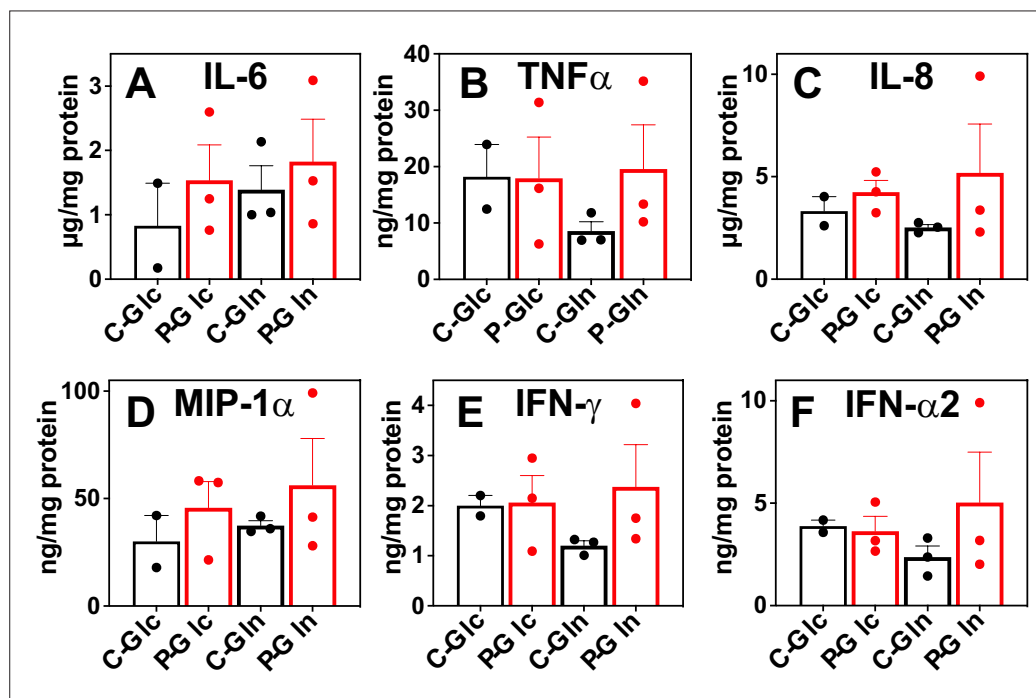 A IL-6
µg/mg protein
3
2
1
0
C-Glc P-Glc C-Gln P-Gln
B TNFα
ng/mg protein
40
30
20
10
0
C-Glc P-Glc C-Gln P-Gln
C IL-8
µg/mg protein
10
5
0
C-Glc P-Glc C-Gln P-Gln
D MIP-1α
ng/mg protein
100
50
0
C-Glc P-Glc C-Gln P-Gln
E IFN-γ
ng/mg protein
4
3
2
1
0
C-Glc P-Glc C-Gln P-Gln
F IFN-α2
ng/mg protein
10
5
0
C-Glc P-Glc C-Gln P-Gln